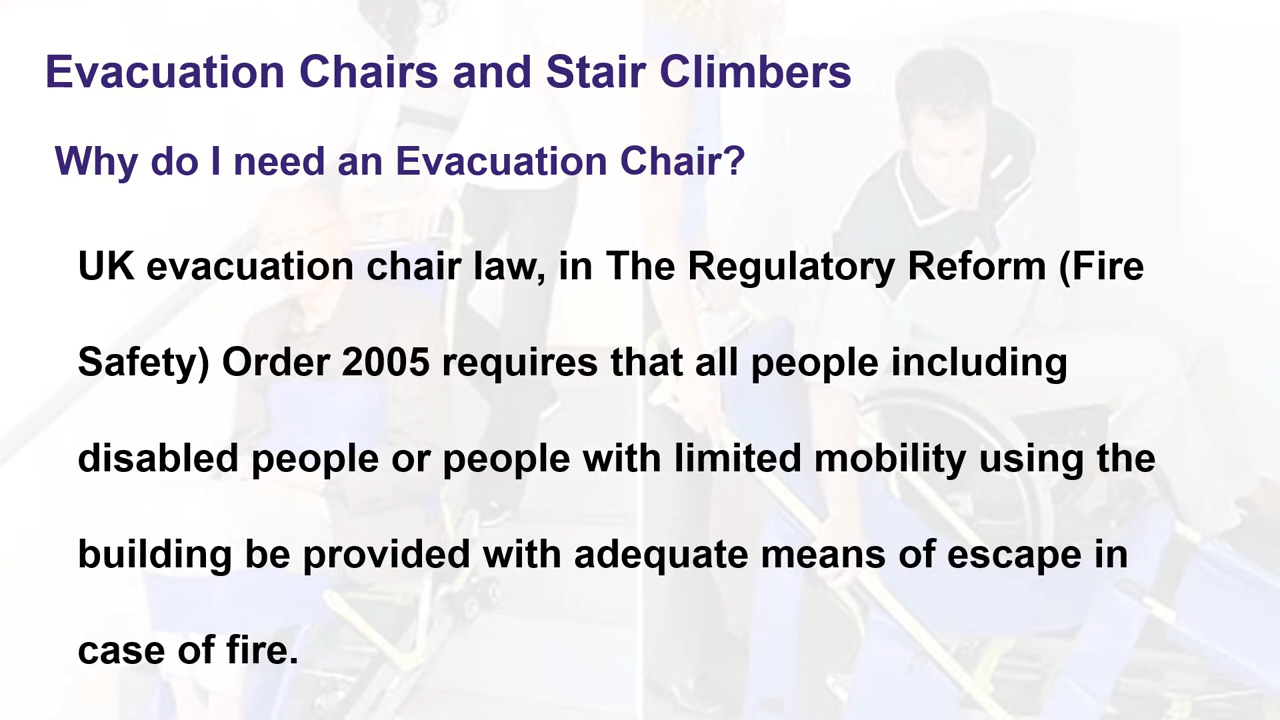 Evacuation Chairs and Stair Climbers
Why do I need an Evacuation Chair?
UK evacuation chair law, in The Regulatory Reform (Fire
Safety) Order 2005 requires that all people including
disabled people or people with limited mobility using the
building be provided with adequate means of escape in
case of fire.